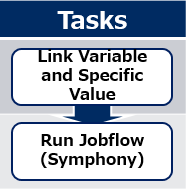 Tasks
Link Variable
and Specific
Value
Run Jobflow
(Symphony)